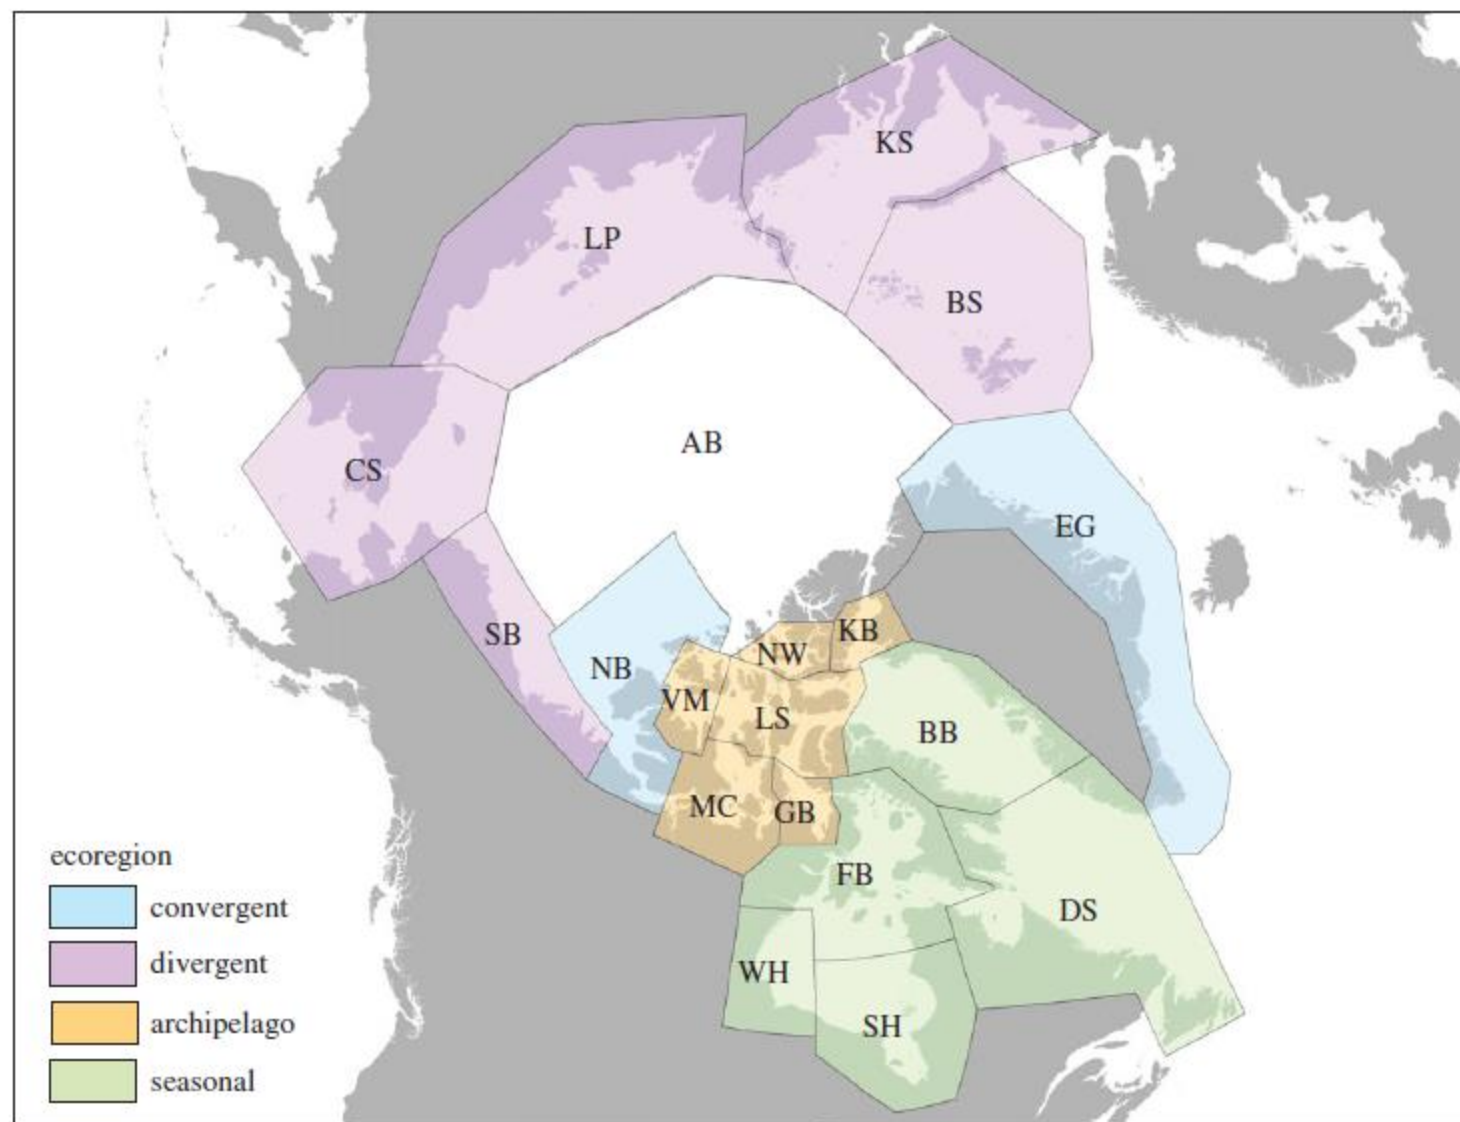 KS
LP
BS
AB
CS
EG
SB
KB
NW
NB
VM
LS
BB
MC
GB
FB
DS
WH
SH
ecoregion
convergent
divergent
archipelago
seasonal